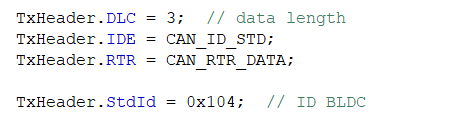 TxHeader.DLC = 3;  // data length
TxHeader.IDE = CAN_ID_STD;
TxHeader.RTR = CAN_RTR_DATA;
TxHeader.StdId = 0x104;  // ID BLDC